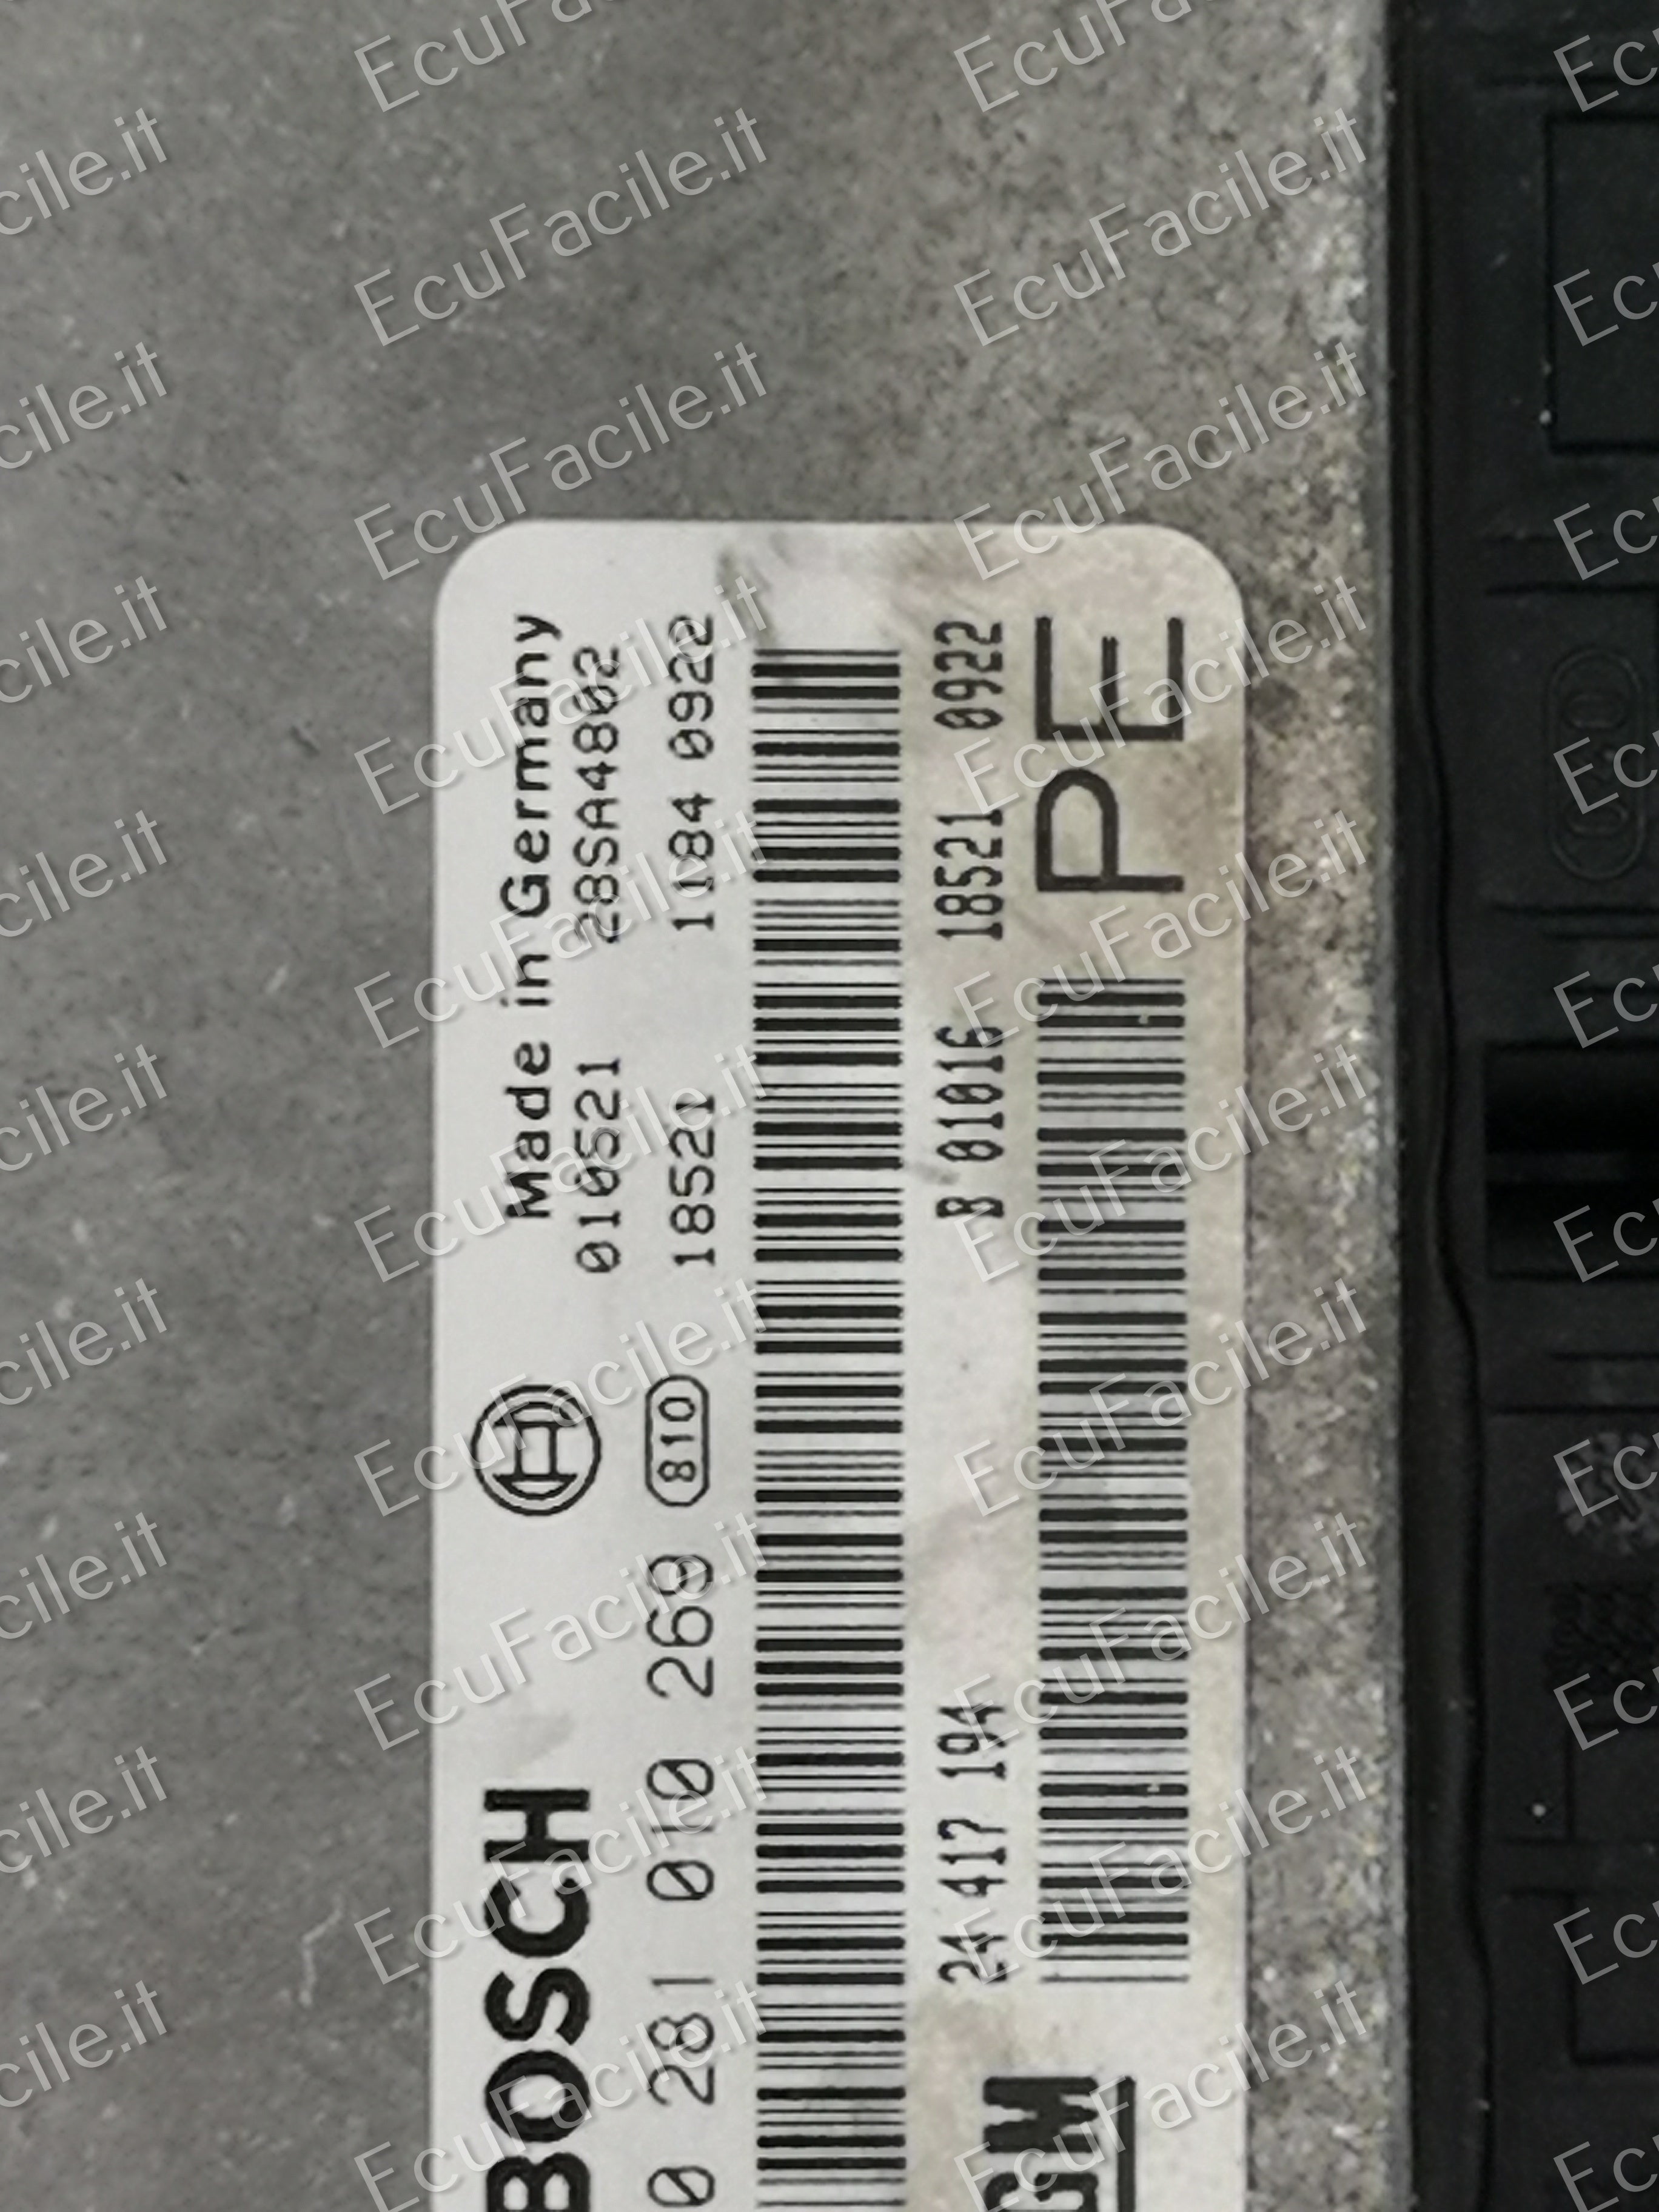 BOSCH
Made in Germany
010521 28SA4802
0 281 010 268 810 18521 1184 0922
24 417 194 B 01016 18521 0922
GM
PE
EcuFacile.it